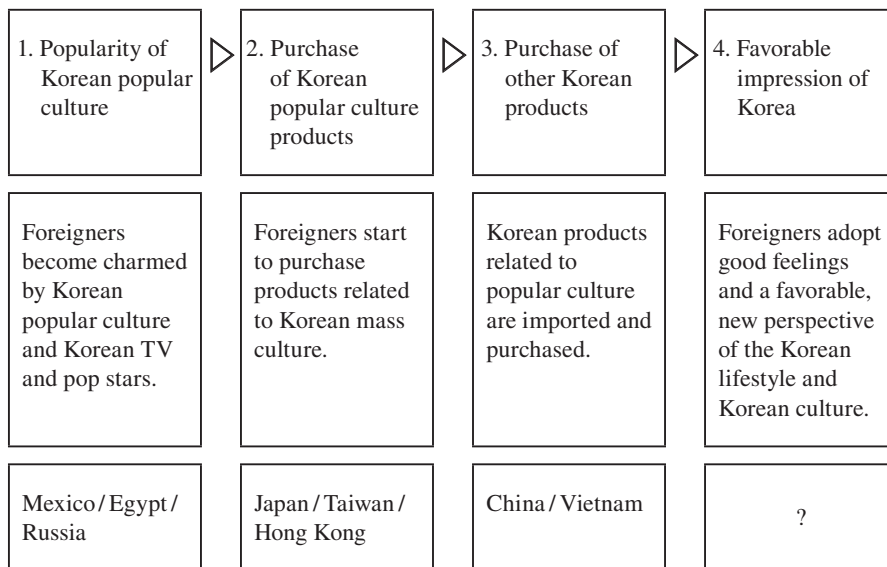 1. Popularity of
Korean popular
culture
2. Purchase
of Korean
popular culture
products
3. Purchase of
other Korean
products
4. Favorable
impression of
Korea
Foreigners
become charmed
by Korean
popular culture
and Korean TV
and pop stars.
Foreigners start
to purchase
products related
to Korean mass
culture.
Korean products
related to
popular culture
are imported and
purchased.
Foreigners adopt
good feelings
and a favorable,
new perspective
of the Korean
lifestyle and
Korean culture.
Mexico / Egypt /
Russia
Japan / Taiwan /
Hong Kong
China / Vietnam
?